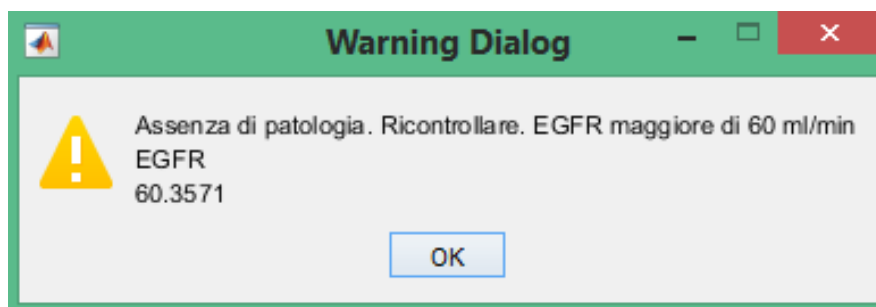 Warning Dialog
Assenza di patologia. Ricontrollare. EGFR maggiore di 60 ml/min
EGFR
60.3571
OK